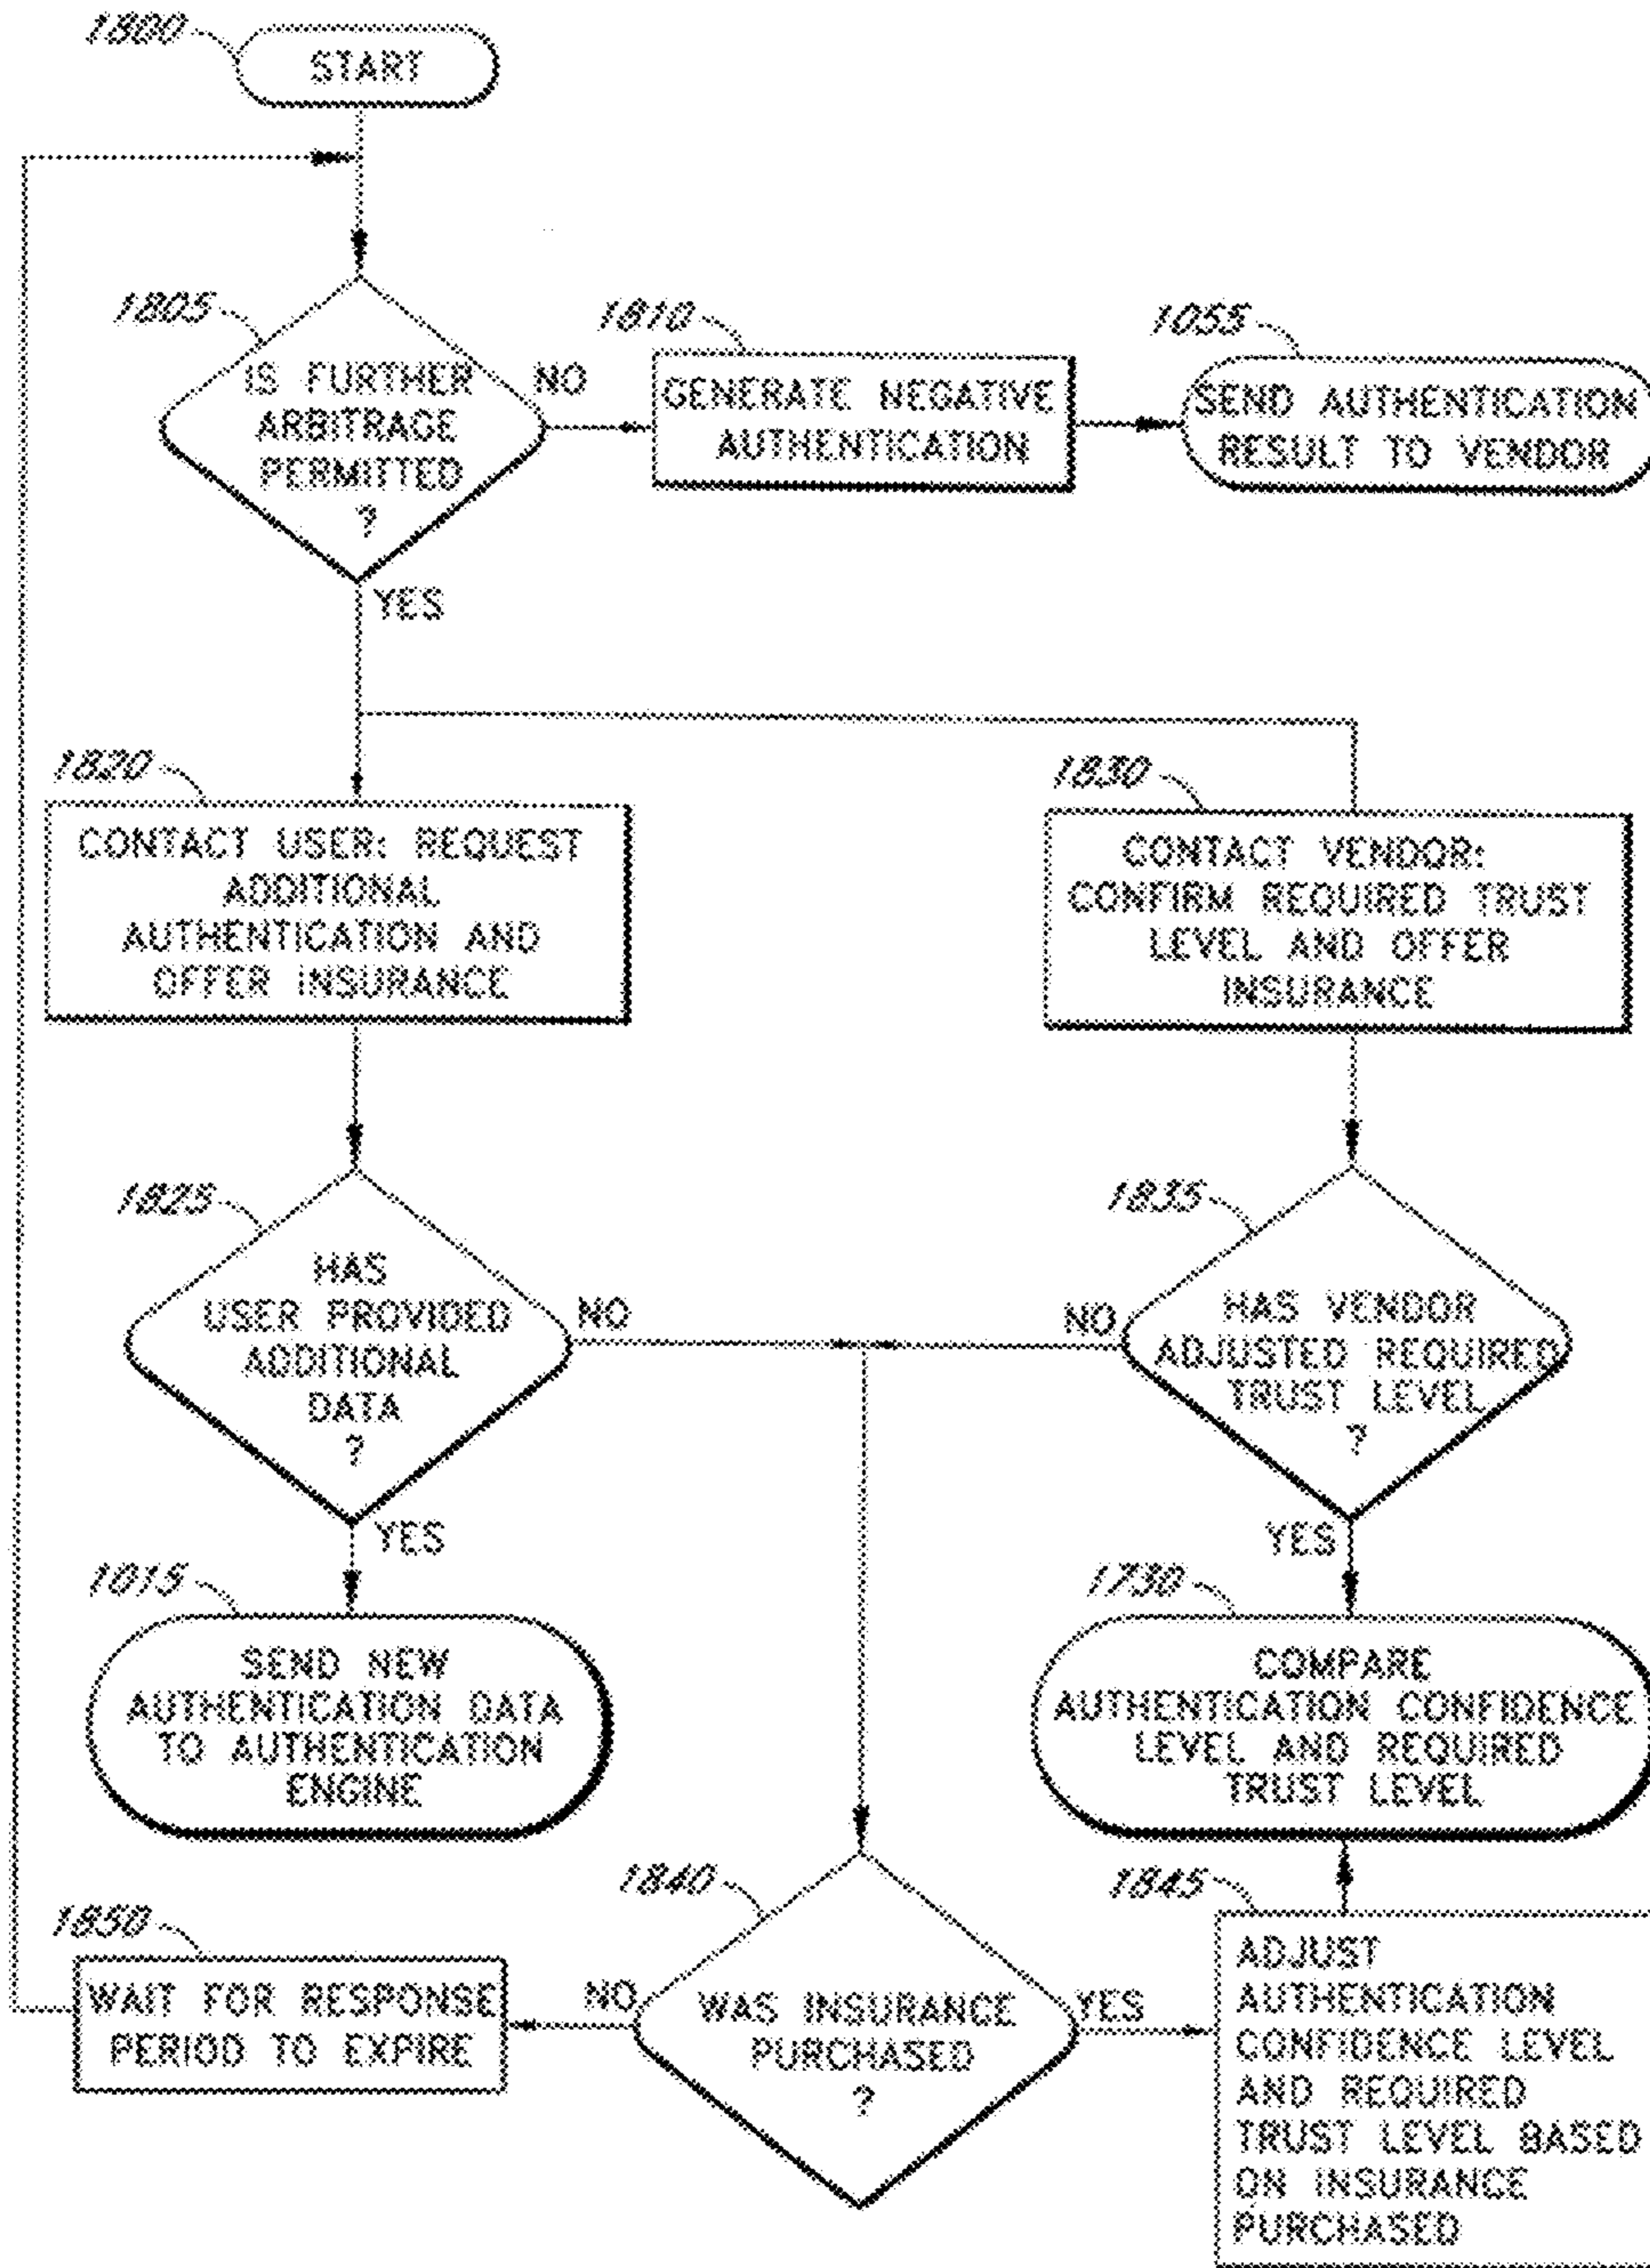 1800
START
1805
IS FURTHER
ARBITRAGE
PERMITTED
?
NO
YES
1810
GENERATE NEGATIVE
AUTHENTICATION
1055
SEND AUTHENTICATION
RESULT TO VENDOR
1820
CONTACT USER: REQUEST
ADDITIONAL
AUTHENTICATION AND
OFFER INSURANCE
1830
CONTACT VENDOR:
CONFIRM REQUIRED TRUST
LEVEL AND OFFER
INSURANCE
1825
HAS
USER PROVIDED
ADDITIONAL
DATA
?
NO
YES
1835
HAS VENDOR
ADJUSTED REQUIRED
TRUST LEVEL
?
NO
YES
1015
SEND NEW
AUTHENTICATION DATA
TO AUTHENTICATION
ENGINE
1730
COMPARE
AUTHENTICATION CONFIDENCE
LEVEL AND REQUIRED
TRUST LEVEL
1840
WAS INSURANCE
PURCHASED
?
NO
YES
1850
WAIT FOR RESPONSE
PERIOD TO EXPIRE
1845
ADJUST
AUTHENTICATION
CONFIDENCE LEVEL
AND REQUIRED
TRUST LEVEL BASED
ON INSURANCE
PURCHASED